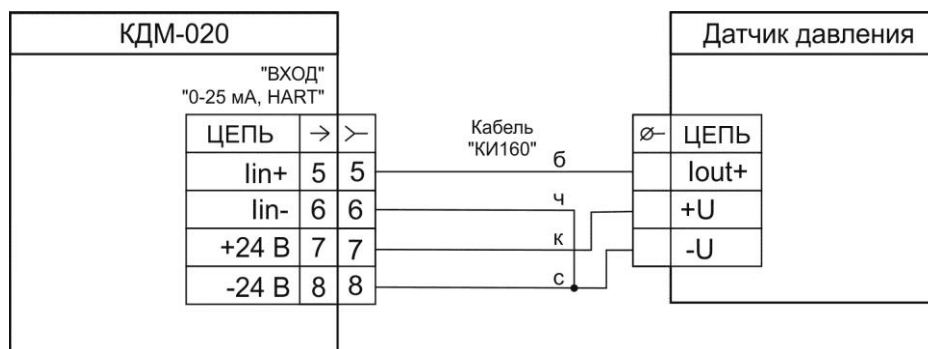 КДМ-020
Датчик давления
"ВХОД"
"0-25 мА, HART"
ЦЕПЬ
Кабель
"КИ160"
ЦЕПЬ
Iin+ 5 5 б Iout+
Iin- 6 6 ч +U
+24 В 7 7 к -U
-24 В 8 8 с